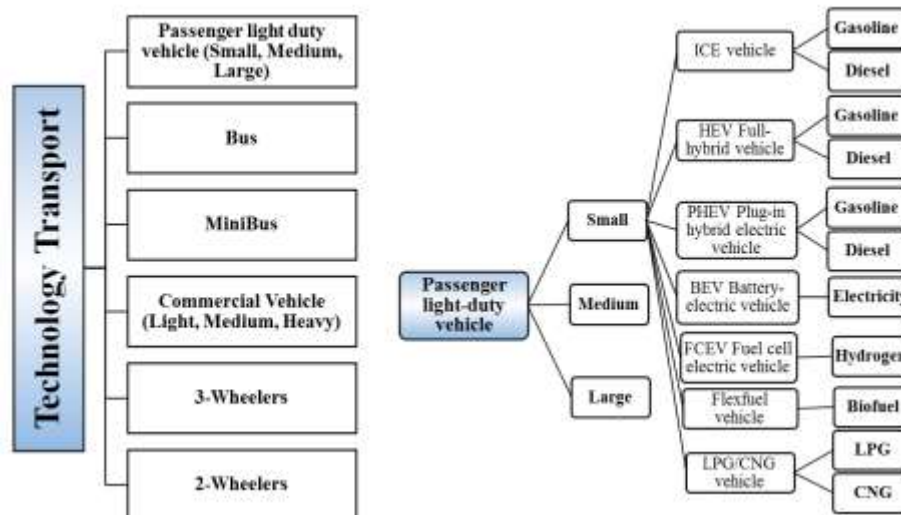 Technology Transport
Passenger light duty
vehicle (Small, Medium,
Large)
Bus
MiniBus
Commercial Vehicle
(Light, Medium, Heavy)
3-Wheelers
2-Wheelers
Passenger
light-duty
vehicle
Small
Medium
Large
ICE vehicle
Gasoline
Diesel
HEV Full-
hybrid vehicle
Gasoline
Diesel
PHEV Plug-in
hybrid electric
vehicle
Gasoline
Diesel
BEV Battery-
electric vehicle
Electricity
FCEV Fuel cell
electric vehicle
Hydrogen
Flexfuel
vehicle
Biofuel
LPG/CNG
vehicle
LPG
CNG